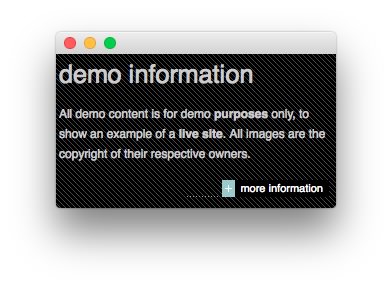 demo information
All demo content is for demo purposes only, to
show an example of a live site. All images are the
copyright of their respective owners.
+ more information